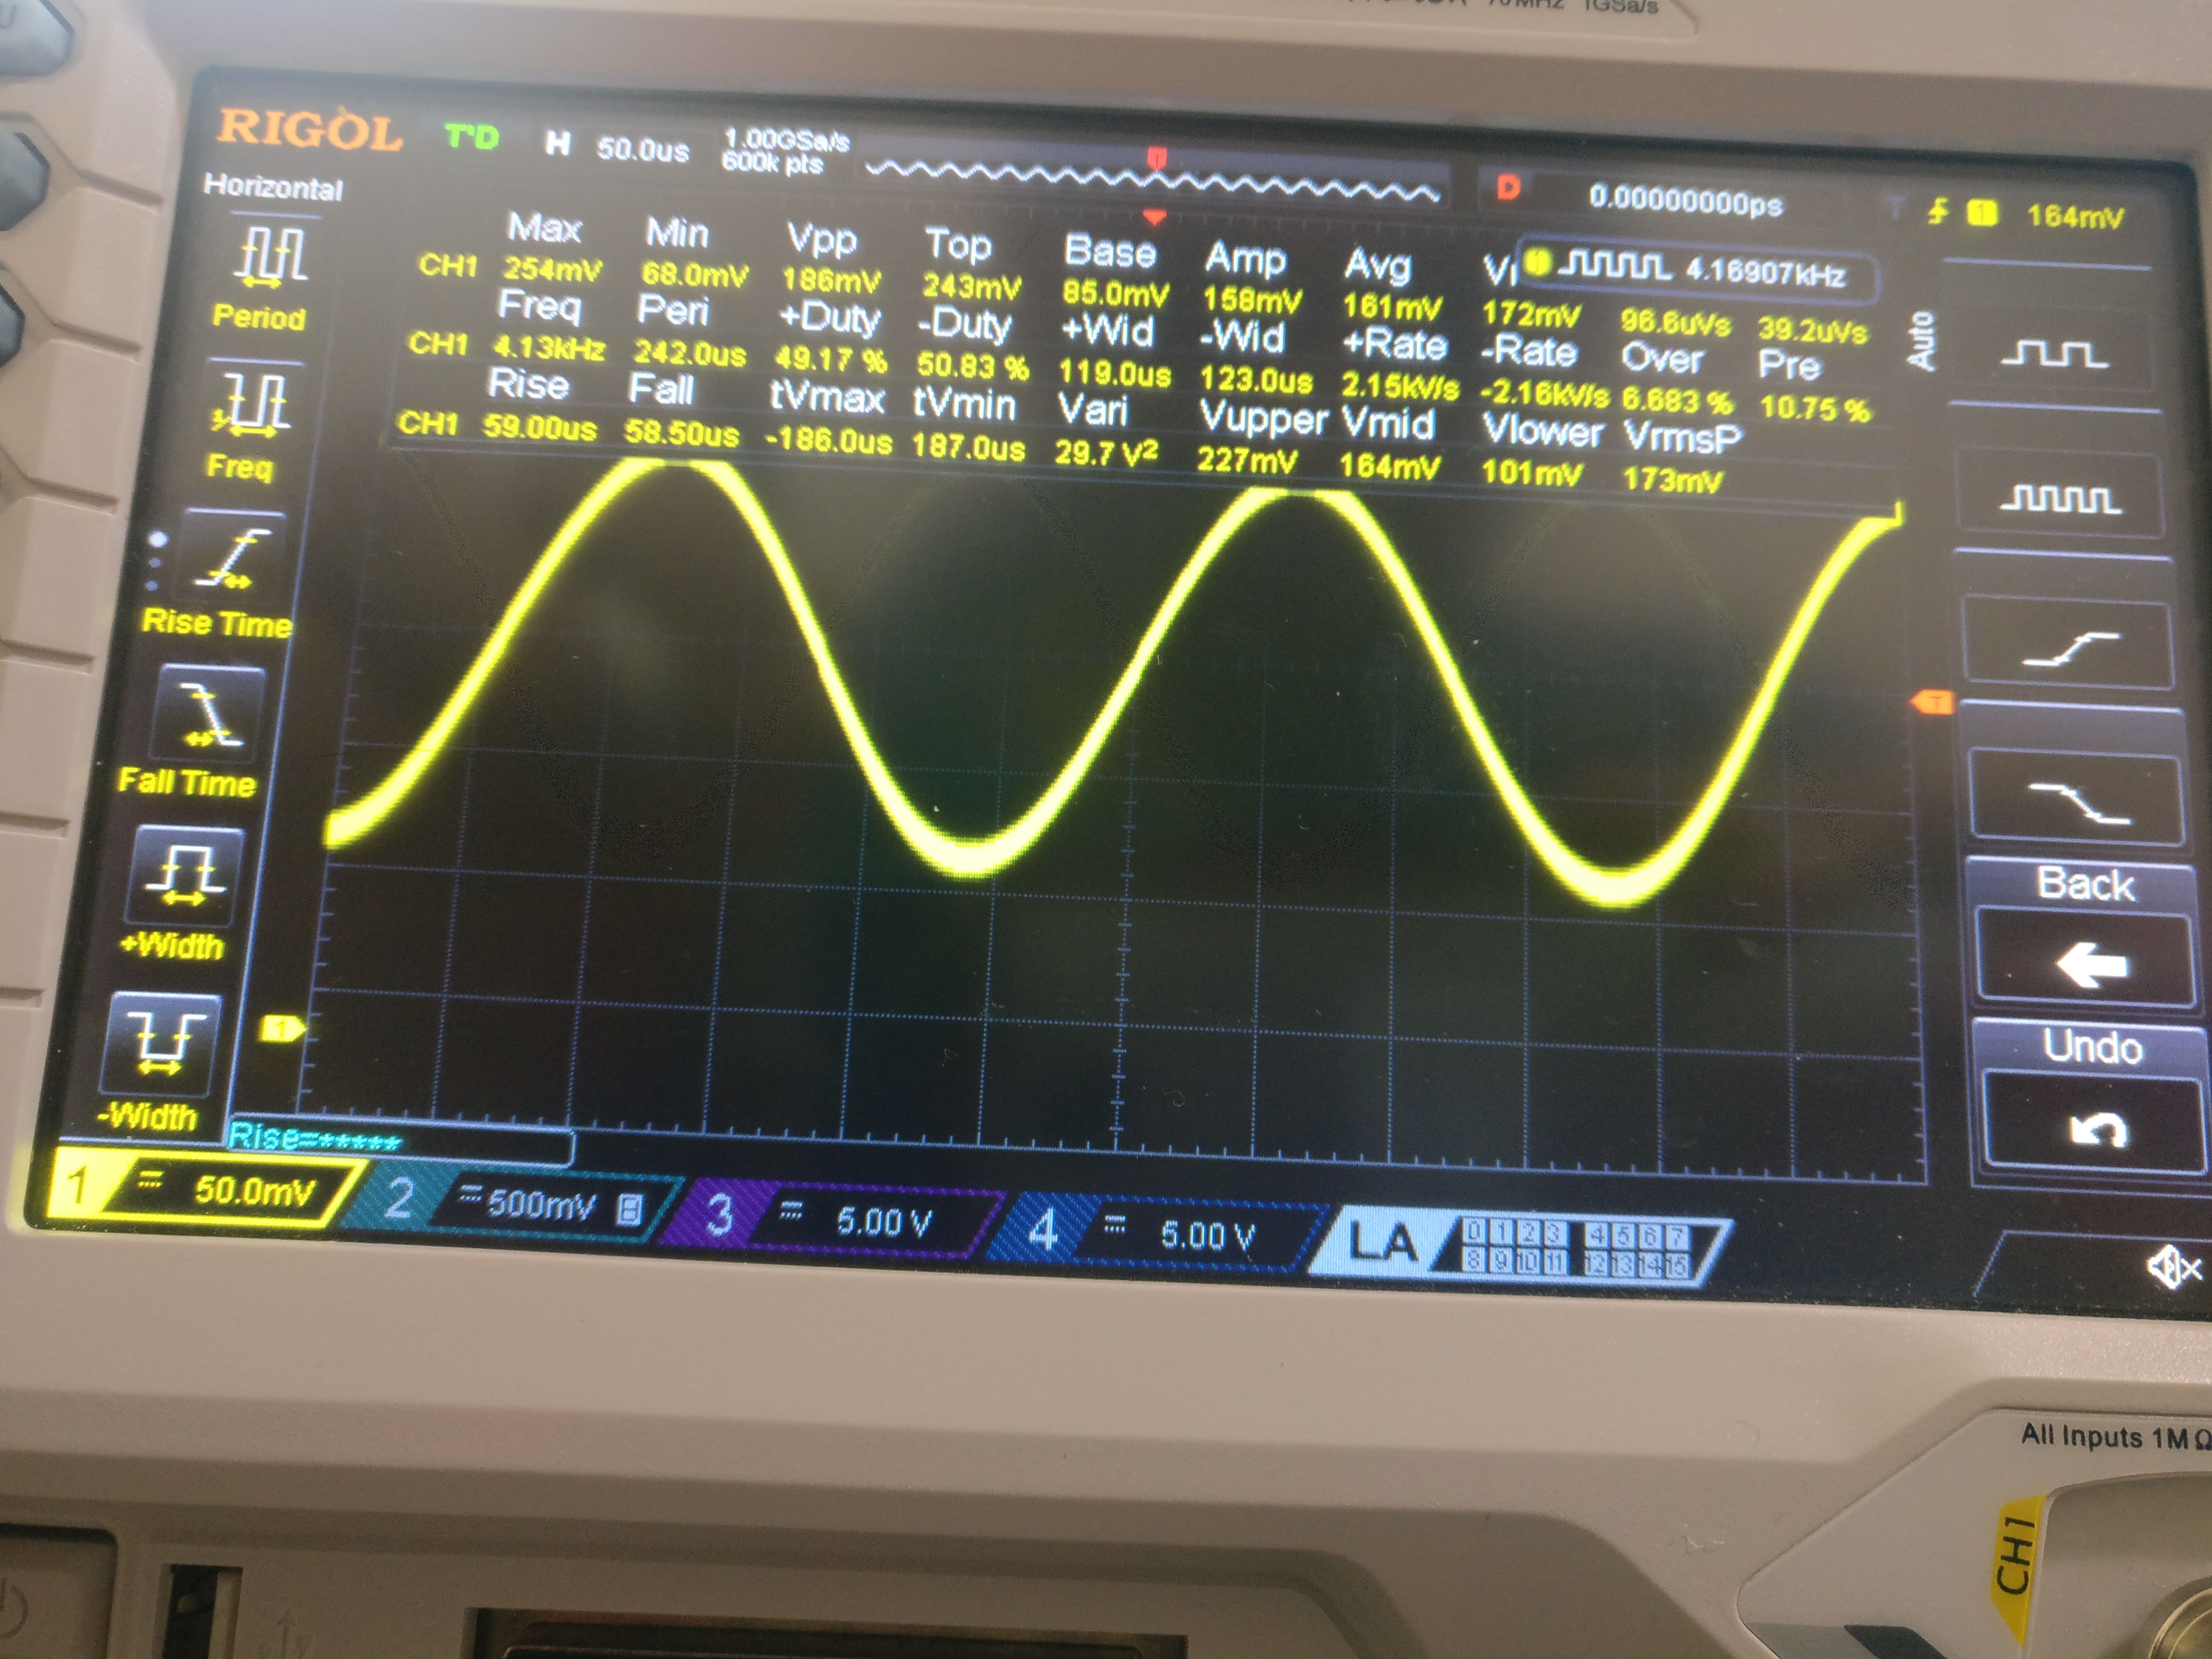 70MHz 1GSa/s
RIGOL T'D H 50.0us 1.00GSa/s
600k pts
D 0.00000000ps T 1 164mV
Horizontal
Max Min Vpp Top Base Amp Avg
1 4.16907kHz
CH1 254mV 68.0mV 186mV 243mV 85.0mV 158mV 161mV 172mV 96.6uVs 39.2uVs
Freq Peri +Duty -Duty +Wid -Wid +Rate -Rate Over Pre
CH1 4.13kHz 242.0us 49.17 % 50.83 % 119.0us 123.0us 2.15kV/s -2.16kV/s 6.683 % 10.75 %
Rise Fall tVmax tVmin Vari Vupper Vmid Vlower VrmsP
CH1 59.00us 58.50us -186.0us 187.0us 29.7 V² 227mV 164mV 101mV 173mV
Auto
Period
Freq
Rise Time
Fall Time
+Width
-Width
T
1
Back
Undo
Rise=*****
1 50.0mV 2 500mV B 3 5.00 V 4 5.00 V LA 0 1 2 3 4 5 6 7
8 9 10 11 12 13 14 15
All Inputs 1MΩ
CH1